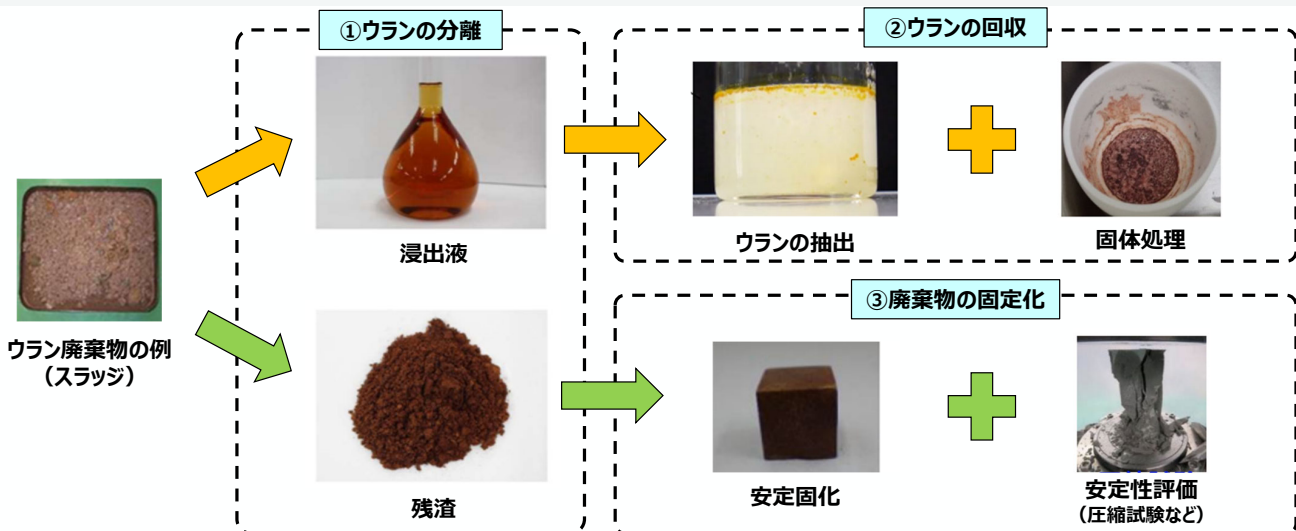 ①ウランの分離
②ウランの回収
浸出液
ウランの抽出
固体処理
ウラン廃棄物の例
（スラッジ）
③廃棄物の固定化
残渣
安定固化
安定性評価
（圧縮試験など）